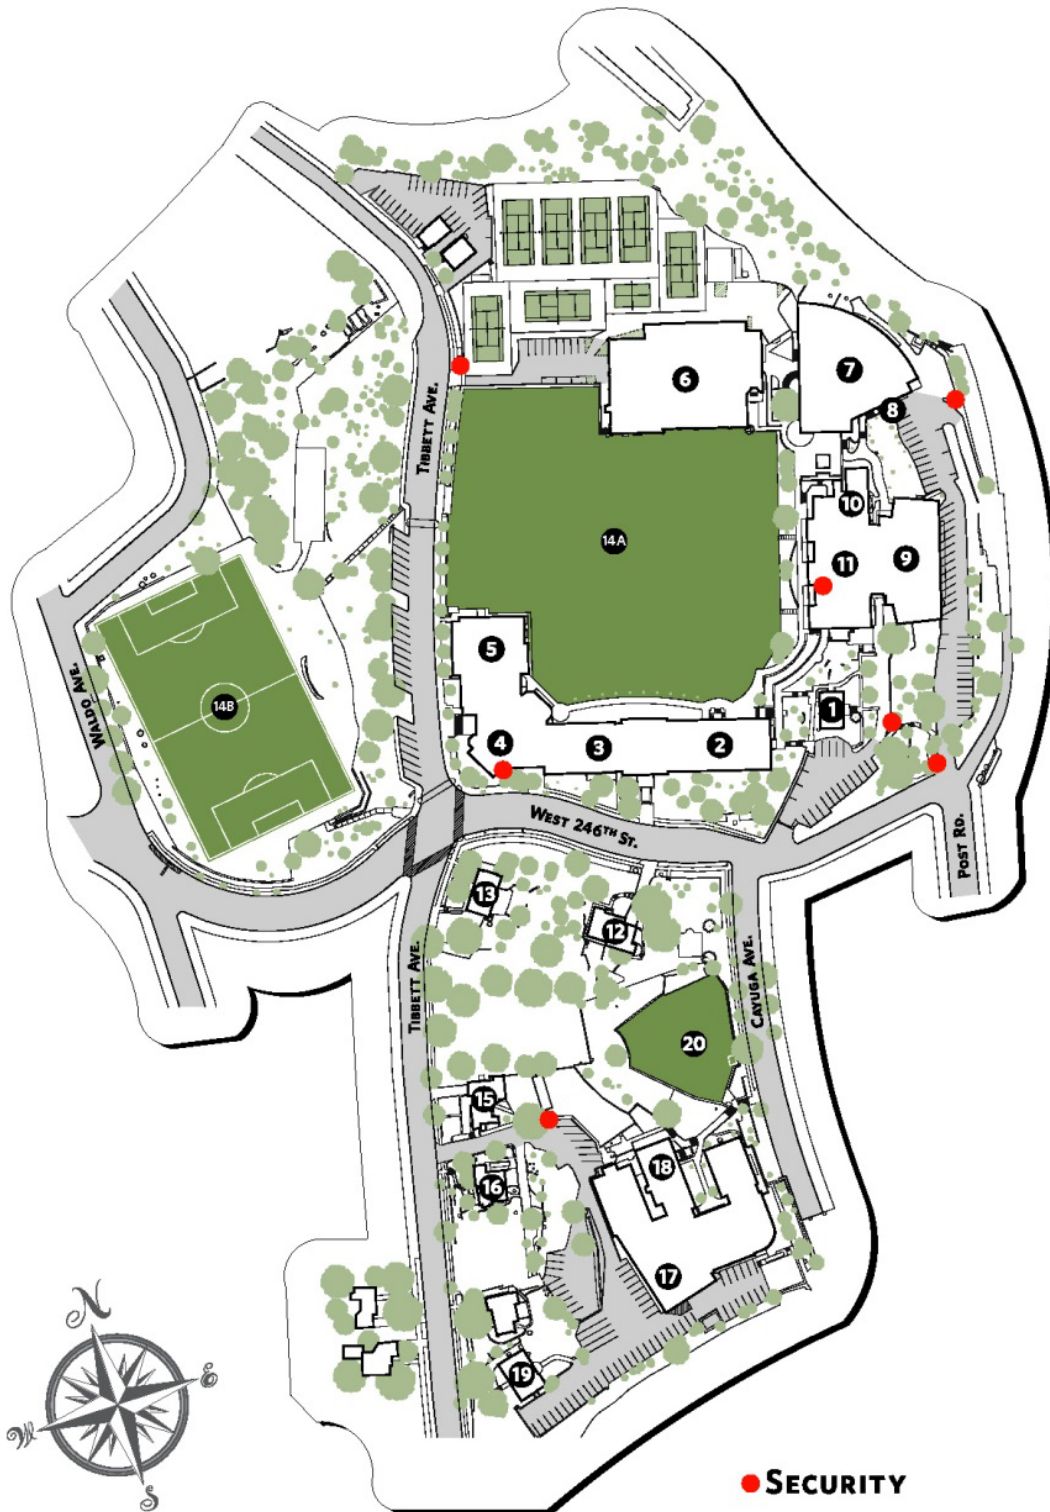 6
7
8
TIBBETT AVE.
10
14A
11
9
5
WALDO AVE.
14B
1
4
3
2
WEST 246TH ST.
POST RD.
13
12
TIBBETT AVE.
CAYUGA AVE.
20
15
18
16
17
N
E
19
W
S
SECURITY